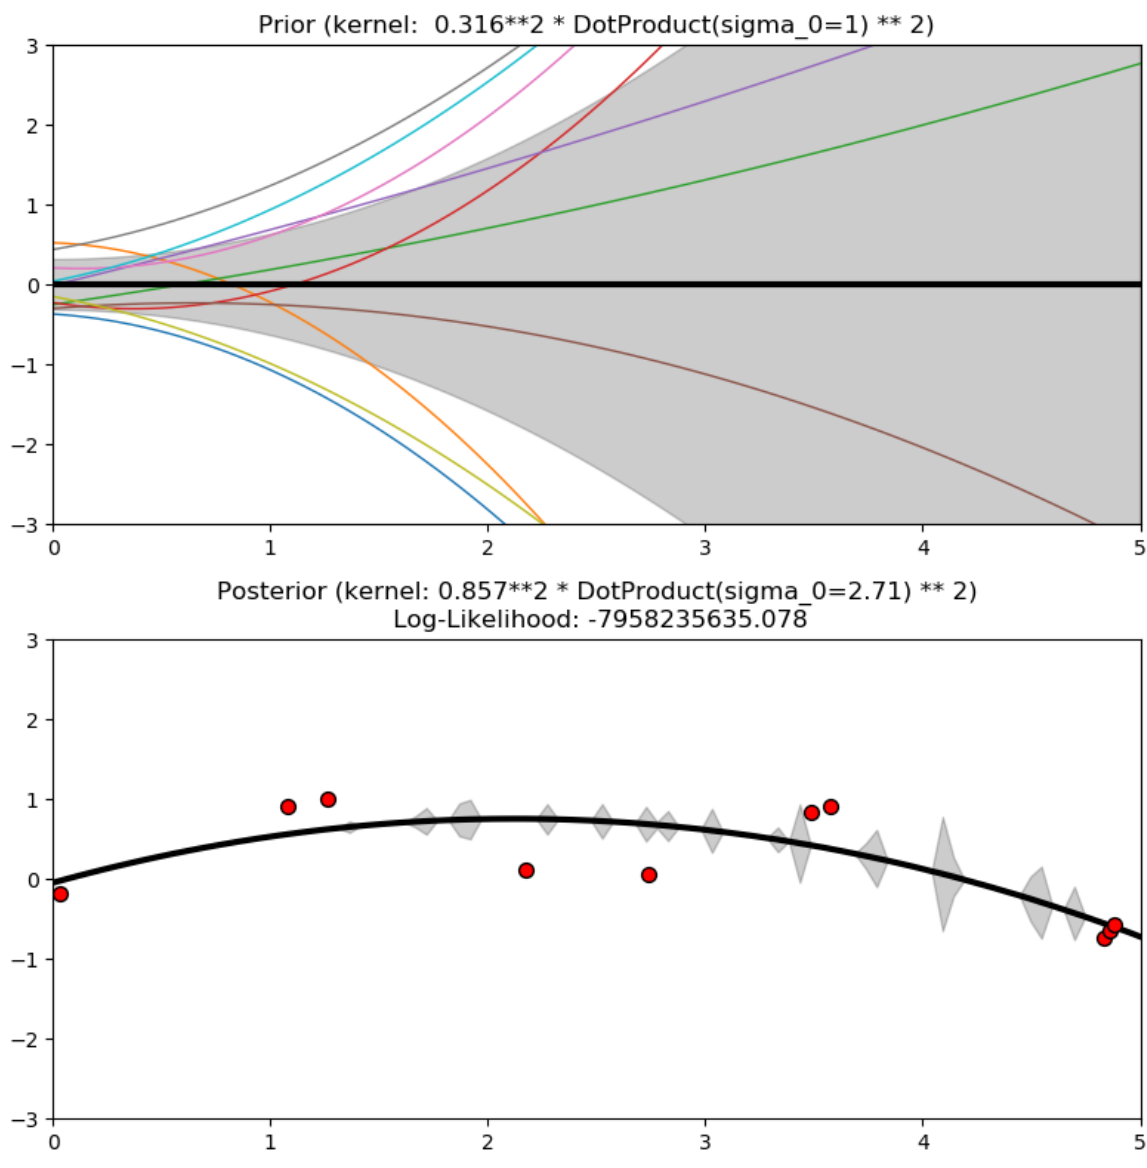 Prior (kernel:  0.316**2 * DotProduct(sigma_0=1) ** 2)
3
2
1
0
−1
−2
−3
0 1 2 3 4 5
Posterior (kernel: 0.857**2 * DotProduct(sigma_0=2.71) ** 2)
Log-Likelihood: -7958235635.078
3
2
1
0
−1
−2
−3
0 1 2 3 4 5